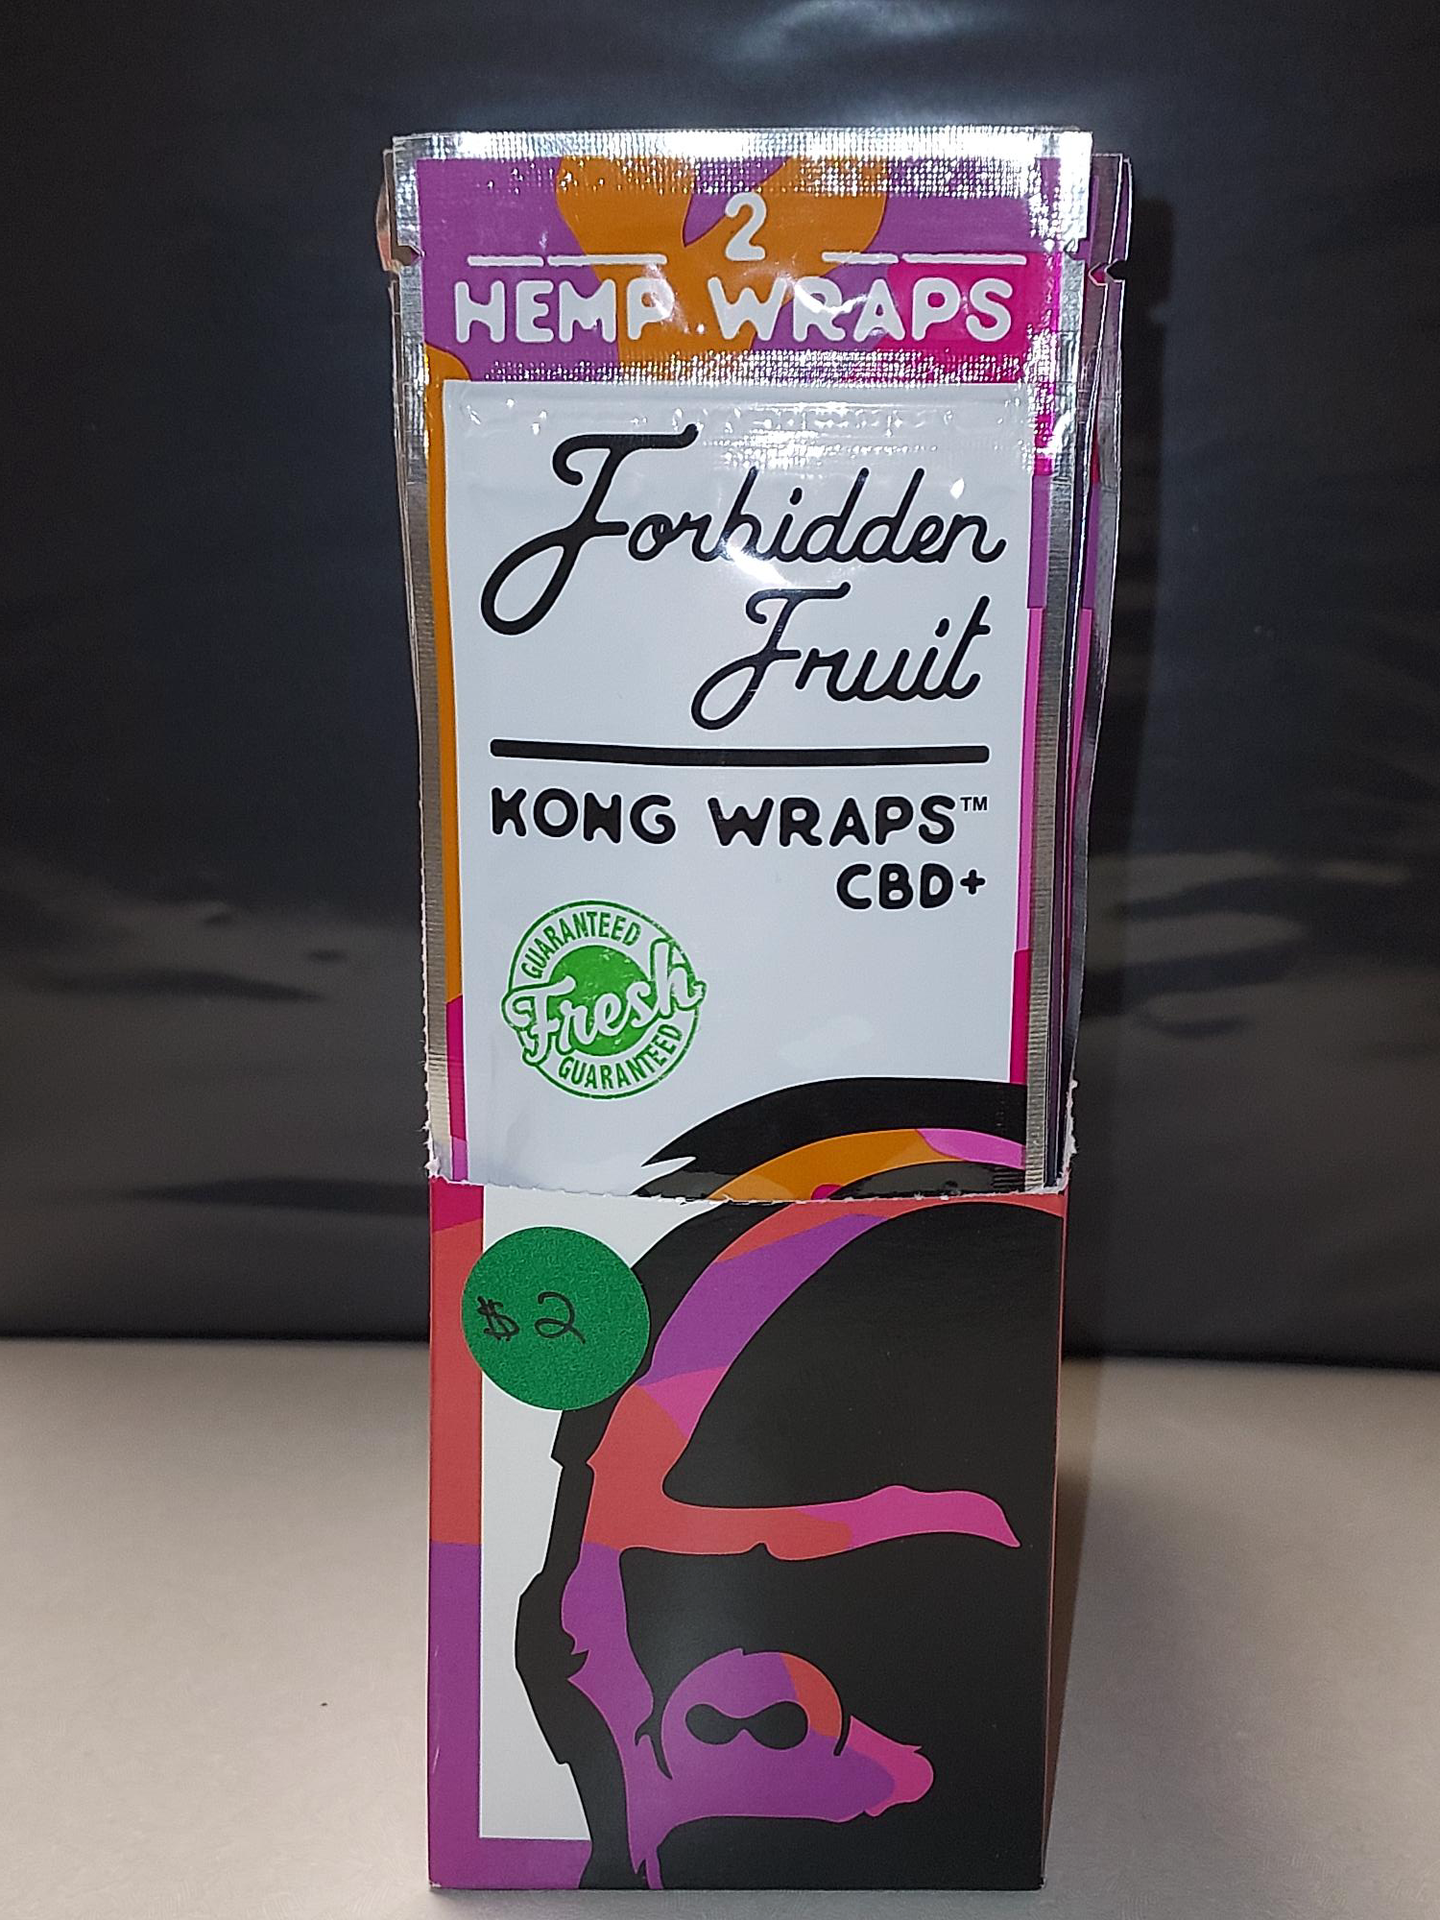 2
HEMP WRAPS
Forbidden
Fruit
KONG WRAPS™
CBD+
GUARANTEED
Fresh
GUARANTEED
$2